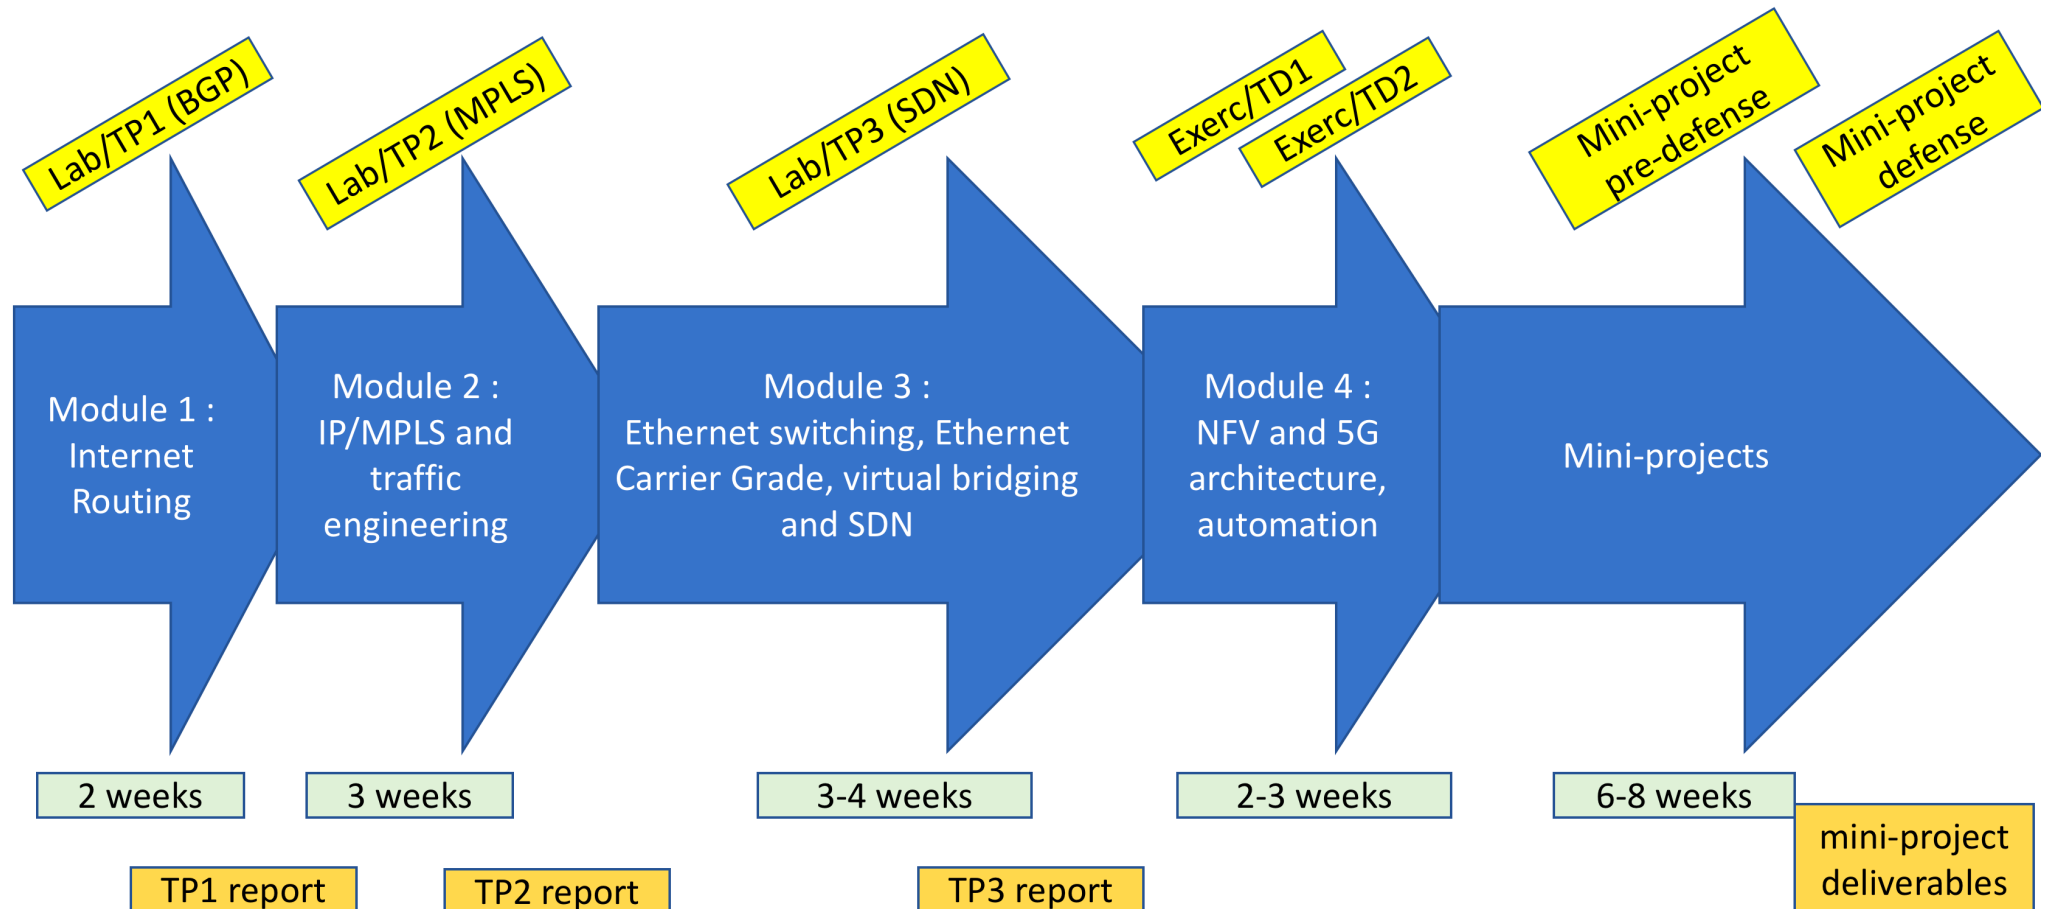 Lab/TP1 (BGP)
Lab/TP2 (MPLS)
Lab/TP3 (SDN)
Exerc/TD1
Exerc/TD2
Mini-project
pre-defense
Mini-project
defense
Module 1 :
Internet
Routing
Module 2 :
IP/MPLS and
traffic
engineering
Module 3 :
Ethernet switching, Ethernet
Carrier Grade, virtual bridging
and SDN
Module 4 :
NFV and 5G
architecture,
automation
Mini-projects
2 weeks
3 weeks
3-4 weeks
2-3 weeks
6-8 weeks
TP1 report
TP2 report
TP3 report
mini-project
deliverables